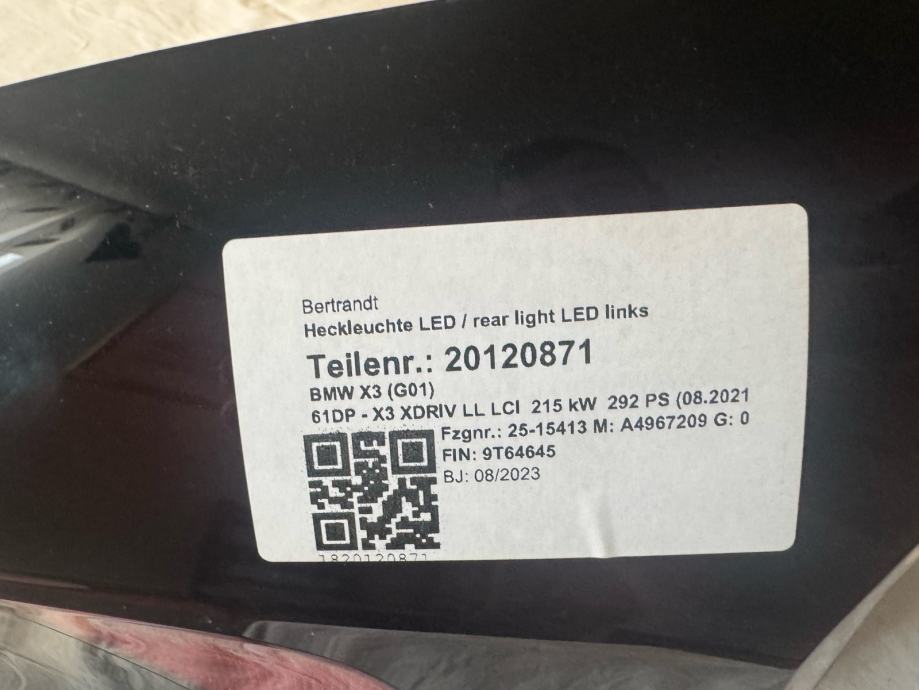 Bertrandt
Heckleuchte LED / rear light LED links
Teilenr.: 20120871
BMW X3 (G01)
61DP - X3 XDRIV LL LCI 215 kW 292 PS (08.2021
Fzgnr.: 25-15413 M: A4967209 G: 0
FIN: 9T64645
BJ: 08/2023
1820120871